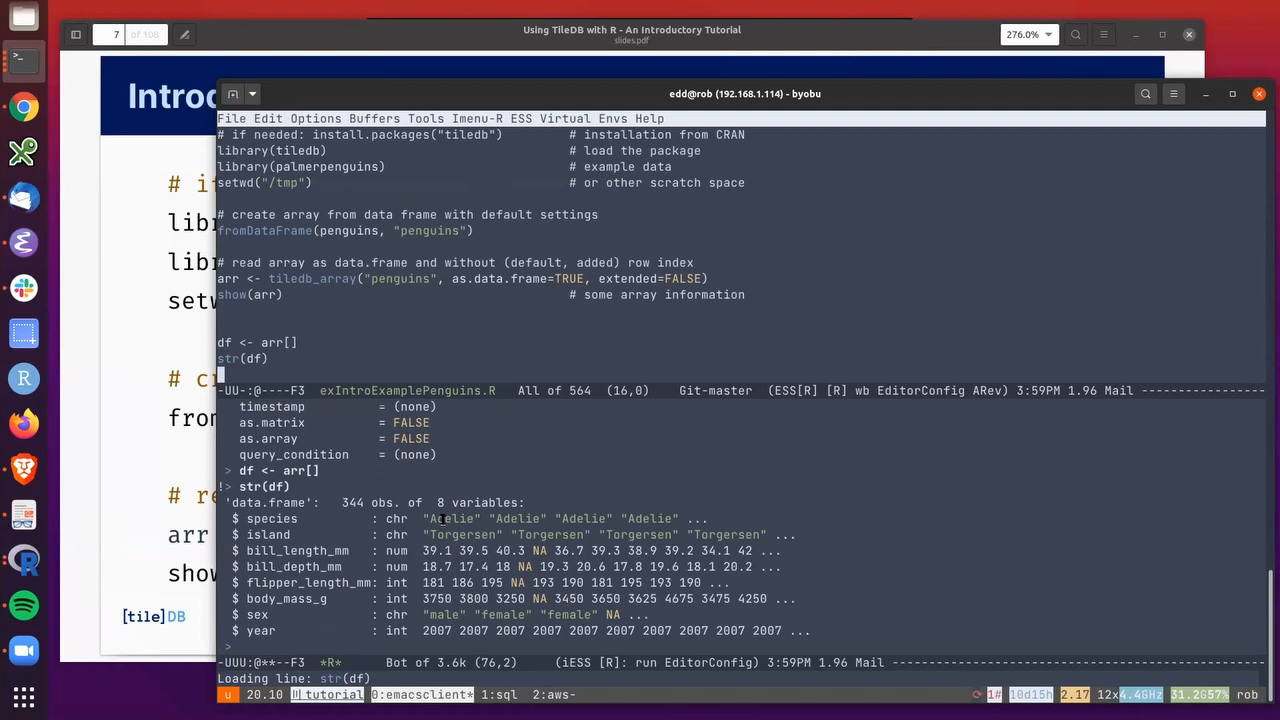 7 of 108
Using TileDB with R - An Introductory Tutorial
slides.pdf
276.0%
Introd
# if
libr
libr
setw
# cr
from
# re
arr
show
[tile]DB
edd@rob (192.168.1.114) - byobu
File Edit Options Buffers Tools Imenu-R ESS Virtual Envs Help
# if needed: install.packages("tiledb") # installation from CRAN
library(tiledb) # load the package
library(palmerpenguins) # example data
setwd("/tmp") # or other scratch space
# create array from data frame with default settings
fromDataFrame(penguins, "penguins")
# read array as data.frame and without (default, added) row index
arr <- tiledb_array("penguins", as.data.frame=TRUE, extended=FALSE)
show(arr) # some array information
df <- arr[]
str(df)
-UU-:@----F3 exIntroExamplePenguins.R All of 564 (16,0) Git-master (ESS[R] [R] wb EditorConfig ARev) 3:59PM 1.96 Mail -----------------
timestamp = (none)
as.matrix = FALSE
as.array = FALSE
query_condition = (none)
> df <- arr[]
!> str(df)
'data.frame': 344 obs. of 8 variables:
$ species : chr "Adelie" "Adelie" "Adelie" "Adelie" ...
$ island : chr "Torgersen" "Torgersen" "Torgersen" "Torgersen" ...
$ bill_length_mm : num 39.1 39.5 40.3 NA 36.7 39.3 38.9 39.2 34.1 42 ...
$ bill_depth_mm : num 18.7 17.4 18 NA 19.3 20.6 17.8 19.6 18.1 20.2 ...
$ flipper_length_mm: int 181 186 195 NA 193 190 181 195 193 190 ...
$ body_mass_g : int 3750 3800 3250 NA 3450 3650 3625 4675 3475 4250 ...
$ sex : chr "male" "female" "female" NA ...
$ year : int 2007 2007 2007 2007 2007 2007 2007 2007 2007 2007 ...
>
-UUU:@**--F3 *R* Bot of 3.6k (76,2) (iESS [R]: run EditorConfig) 3:59PM 1.96 Mail -----------------
Loading line: str(df)
u 20.10 tutorial 0:emacsclient* 1:sql 2:aws- 1# 10d15h 2.17 12x4.4GHz 31.2G57% rob